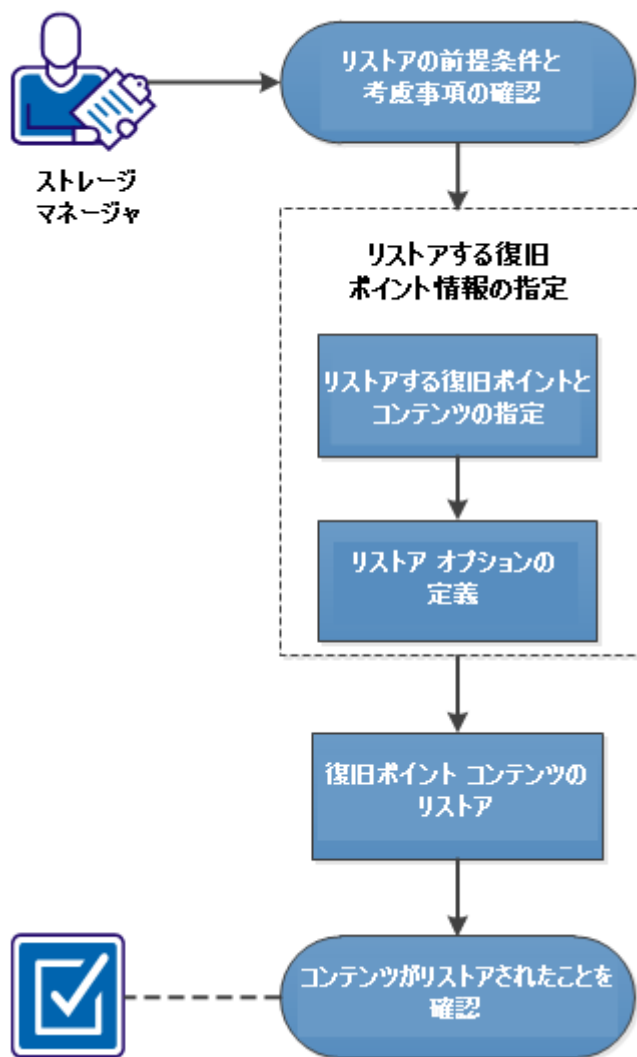 リストアの前提条件と
考慮事項の確認
ストレージ
マネージャ
リストアする復旧
ポイント情報の指定
リストアする復旧ポイントと
コンテンツの指定
リストア オプションの
定義
復旧ポイント コンテンツの
リストア
コンテンツがリストアされたことを
確認